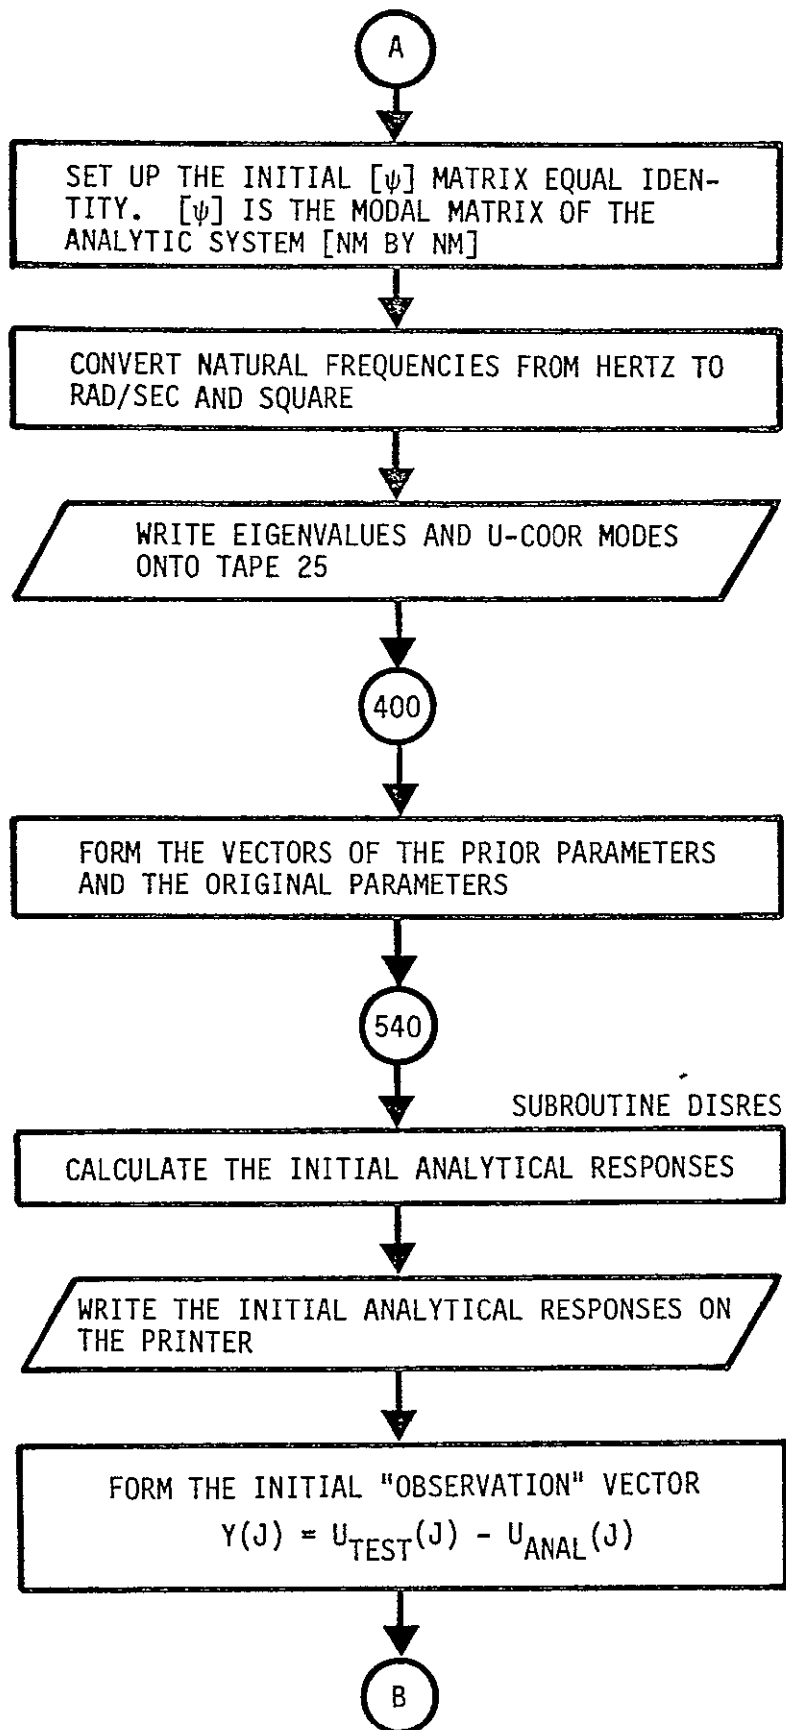 A
SET UP THE INITIAL [ψ] MATRIX EQUAL IDEN-
TITY. [ψ] IS THE MODAL MATRIX OF THE
ANALYTIC SYSTEM [NM BY NM]
CONVERT NATURAL FREQUENCIES FROM HERTZ TO
RAD/SEC AND SQUARE
WRITE EIGENVALUES AND U-COOR MODES
ONTO TAPE 25
400
FORM THE VECTORS OF THE PRIOR PARAMETERS
AND THE ORIGINAL PARAMETERS
540
SUBROUTINE DISRES
CALCULATE THE INITIAL ANALYTICAL RESPONSES
WRITE THE INITIAL ANALYTICAL RESPONSES ON
THE PRINTER
FORM THE INITIAL "OBSERVATION" VECTOR
Y(J) = U_TEST(J) - U_ANAL(J)
B